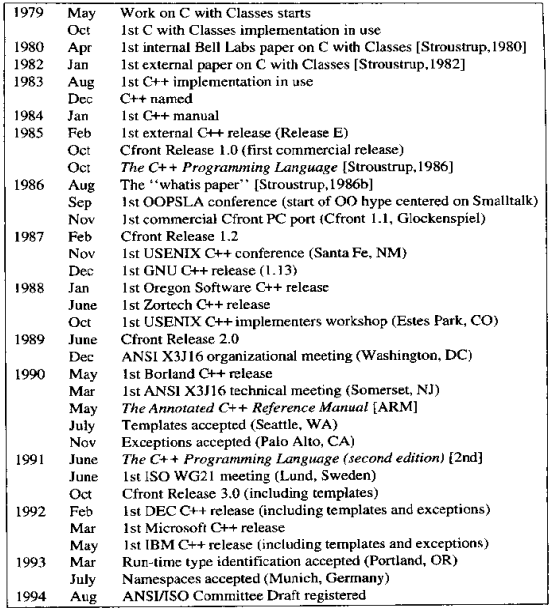 1979 May Work on C with Classes starts
Oct 1st C with Classes implementation in use
1980 Apr 1st internal Bell Labs paper on C with Classes [Stroustrup,1980]
1982 Jan 1st external paper on C with Classes [Stroustrup,1982]
1983 Aug 1st C++ implementation in use
Dec C++ named
1984 Jan 1st C++ manual
1985 Feb 1st external C++ release (Release E)
Oct Cfront Release 1.0 (first commercial release)
Oct The C++ Programming Language [Stroustrup,1986]
1986 Aug The "whatis paper" [Stroustrup,1986b]
Sep 1st OOPSLA conference (start of OO hype centered on Smalltalk)
Nov 1st commercial Cfront PC port (Cfront 1.1, Glockenspiel)
1987 Feb Cfront Release 1.2
Nov 1st USENIX C++ conference (Santa Fe, NM)
Dec 1st GNU C++ release (1.13)
1988 Jan 1st Oregon Software C++ release
June 1st Zortech C++ release
Oct 1st USENIX C++ implementers workshop (Estes Park, CO)
1989 June Cfront Release 2.0
Dec ANSI X3J16 organizational meeting (Washington, DC)
1990 May 1st Borland C++ release
Mar 1st ANSI X3J16 technical meeting (Somerset, NJ)
May The Annotated C++ Reference Manual [ARM]
July Templates accepted (Seattle, WA)
Nov Exceptions accepted (Palo Alto, CA)
1991 June The C++ Programming Language (second edition) [2nd]
June 1st ISO WG21 meeting (Lund, Sweden)
Oct Cfront Release 3.0 (including templates)
1992 Feb 1st DEC C++ release (including templates and exceptions)
Mar 1st Microsoft C++ release
May 1st IBM C++ release (including templates and exceptions)
1993 Mar Run-time type identification accepted (Portland, OR)
July Namespaces accepted (Munich, Germany)
1994 Aug ANSI/ISO Committee Draft registered